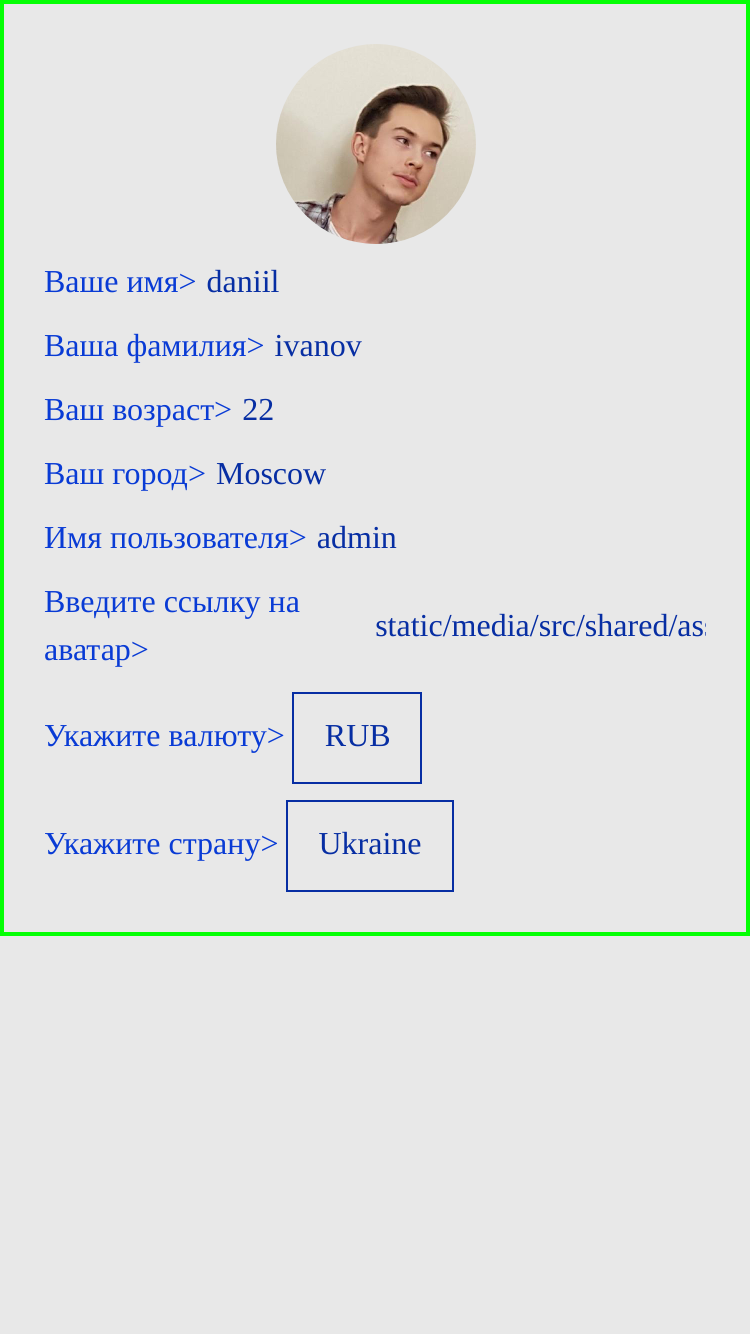 Ваше имя> daniil
Ваша фамилия> ivanov
Ваш возраст> 22
Ваш город> Moscow
Имя пользователя> admin
Введите ссылку на
аватар>
static/media/src/shared/as
Укажите валюту> RUB
Укажите страну> Ukraine